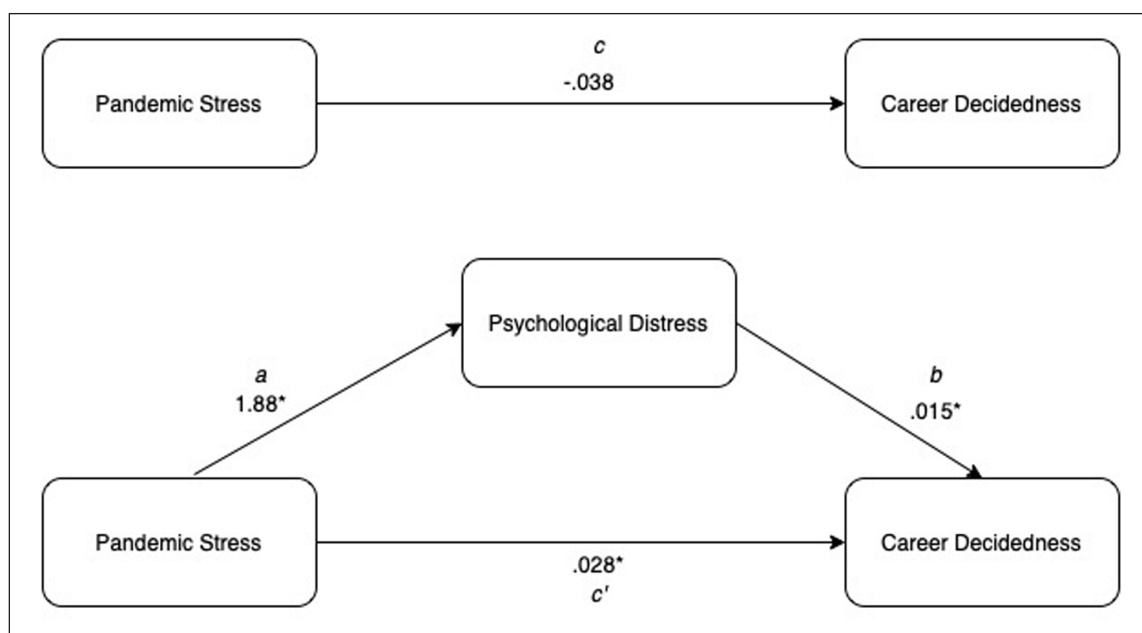 c
-.038
Pandemic Stress
Career Decidedness
Psychological Distress
a
1.88*
b
.015*
Pandemic Stress
Career Decidedness
.028*
c'